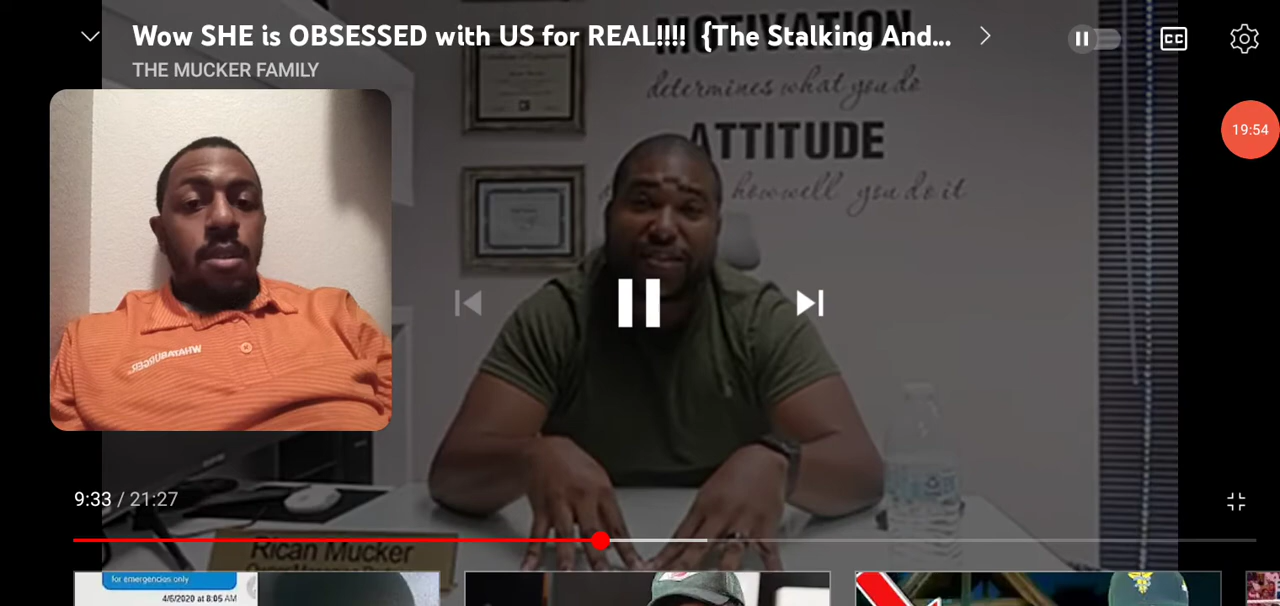 Wow SHE is OBSESSED with US for REAL!!!! {The Stalking And...
THE MUCKER FAMILY
CC
19:54
MOTIVATION
determines what you do
ATTITUDE
how well you do it
WHATABURGER
9:33 / 21:27
Rican Mucker
for emergencies only
4/6/2020 at 8:05 AM